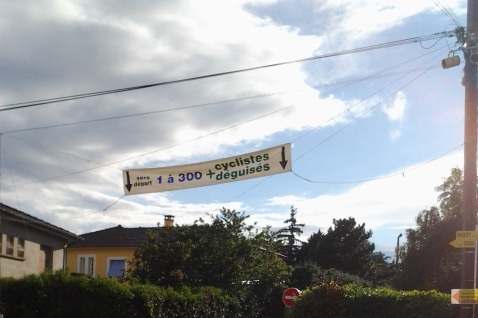 vers
départ
1 à 300 + cyclistes
déguisés